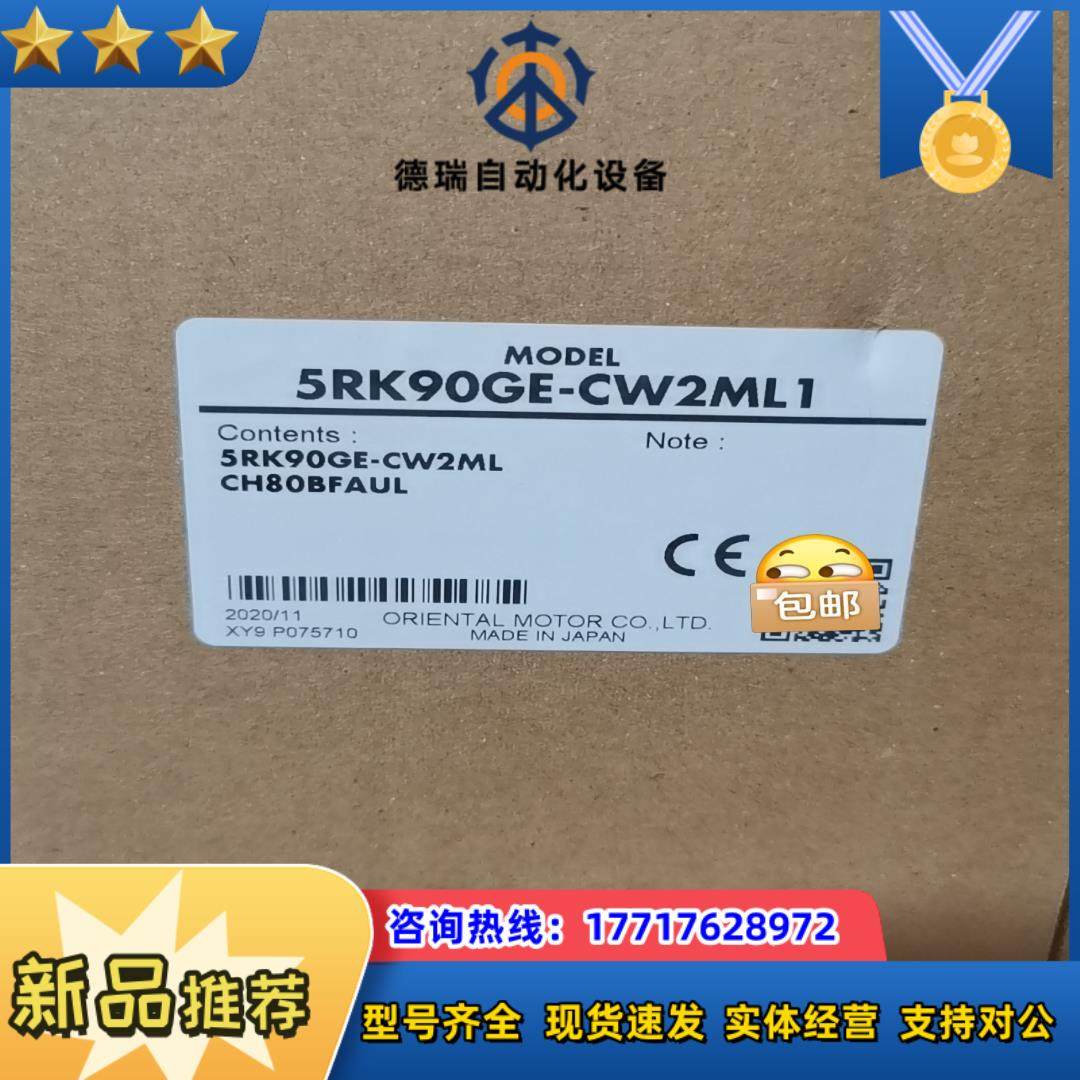 德瑞自动化设备
MODEL
5RK90GE-CW2ML1
Contents :
Note :
5RK90GE-CW2ML
CH80BFAUL
CE
包邮
2020/11
XY9 P075710
ORIENTAL MOTOR CO.,LTD.
MADE IN JAPAN
咨询热线：17717628972
新品推荐
型号齐全 现货速发 实体经营 支持对公